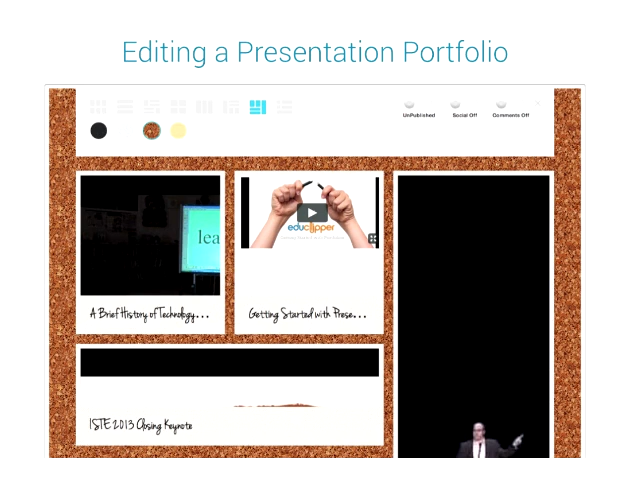 Editing a Presentation Portfolio
UnPublished Social Off Comments Off
lea
educlipper
A Brief History of Technology...
Getting Started with Prese...
ISTE 2013 Closing Keynote